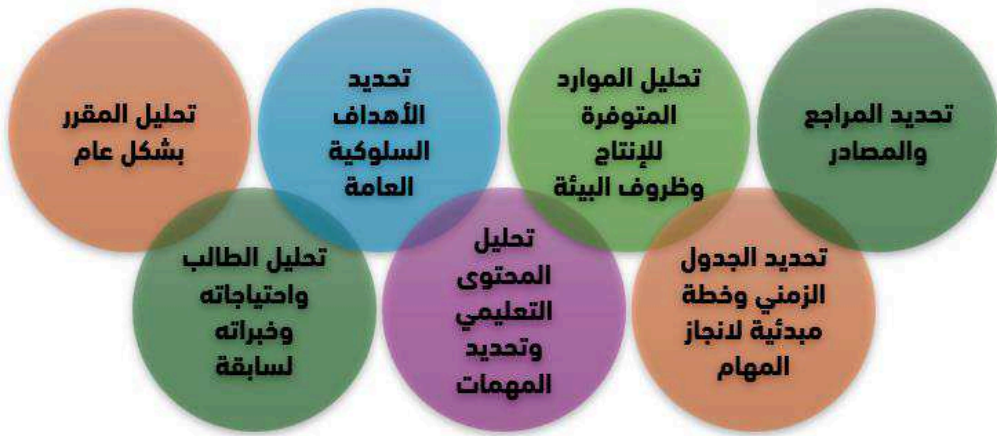 تحديد المراجع
والمصادر
تحليل الموارد
المتوفرة
للإنتاج
وظروف البيئة
تحديد
الأهداف
السلوكية
العامة
تحليل المقرر
بشكل عام
تحديد الجدول
الزمني وخطة
مبدئية لانجاز
المهام
تحليل
المحتوى
التعليمي
وتحديد
المهمات
تحليل الطالب
واحتياجاته
وخبراته
لسابقة